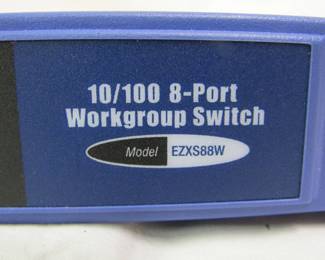 10/100 8-Port
Workgroup Switch
Model EZXS88W